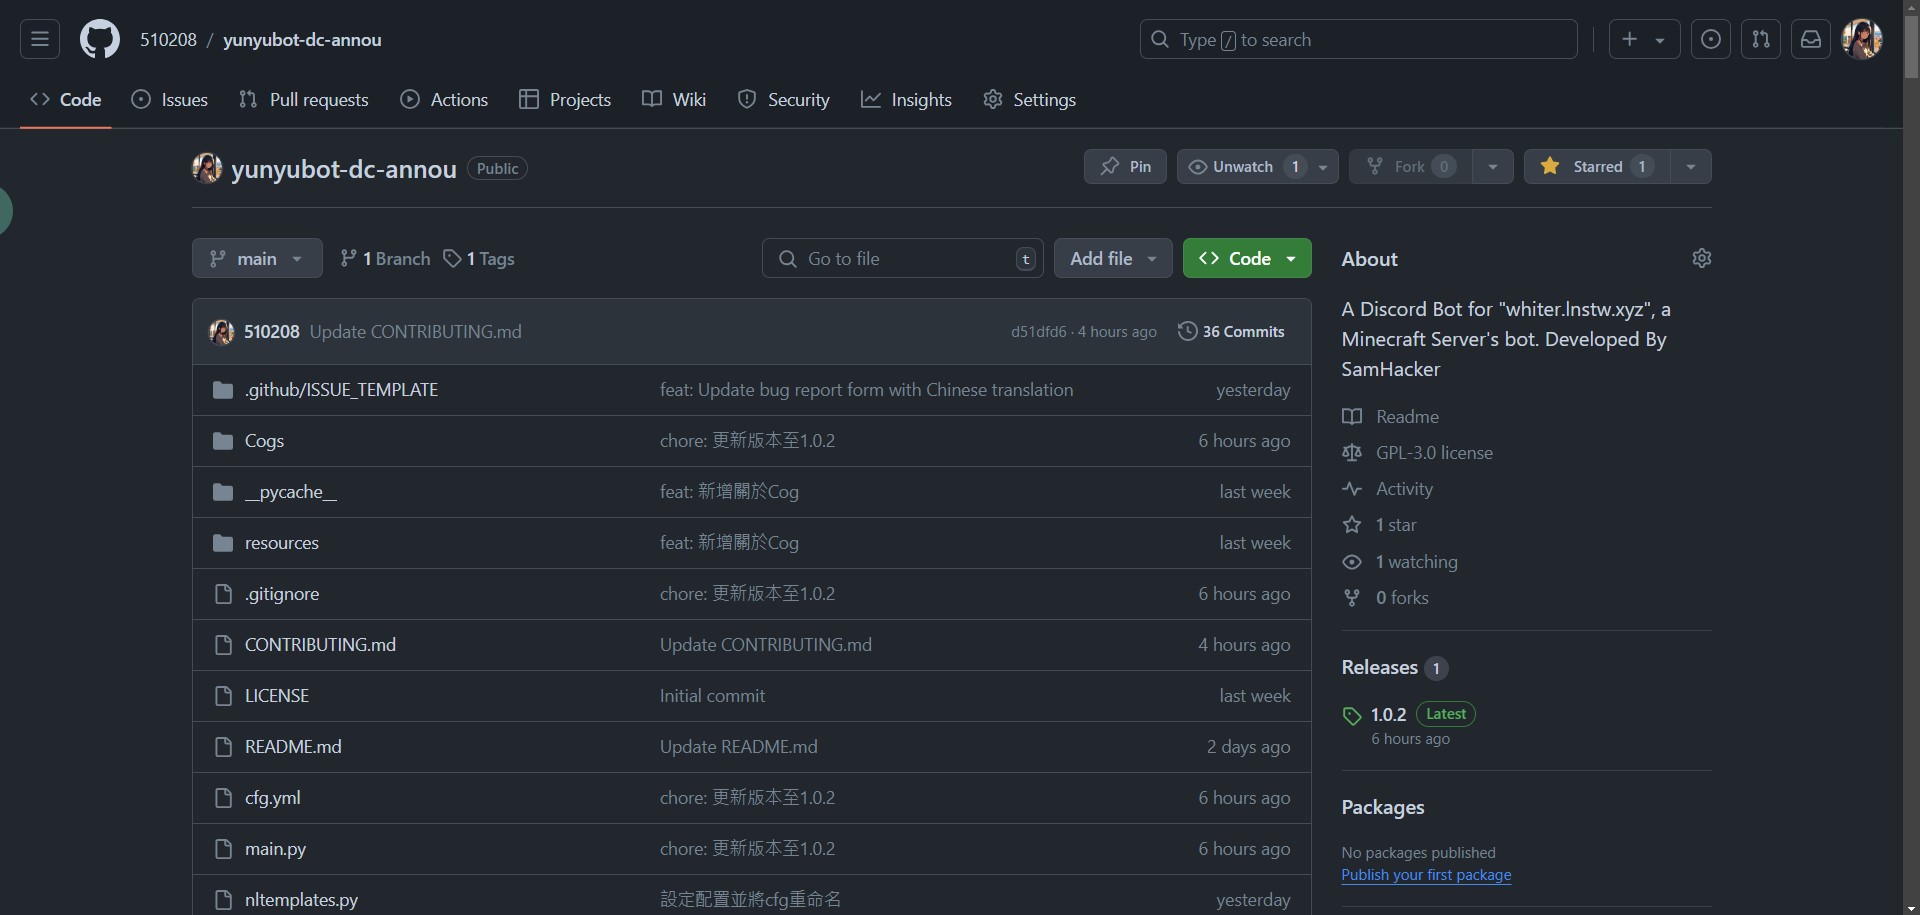 510208 / yunyubot-dc-annou
Type / to search
Code Issues Pull requests Actions Projects Wiki Security Insights Settings
yunyubot-dc-annou Public
Pin Unwatch 1 Fork 0 Starred 1
main 1 Branch 1 Tags Go to file t Add file Code
510208 Update CONTRIBUTING.md d51dfd6 · 4 hours ago 36 Commits
.github/ISSUE_TEMPLATE feat: Update bug report form with Chinese translation yesterday
Cogs chore: 更新版本至1.0.2 6 hours ago
__pycache__ feat: 新增關於Cog last week
resources feat: 新增關於Cog last week
.gitignore chore: 更新版本至1.0.2 6 hours ago
CONTRIBUTING.md Update CONTRIBUTING.md 4 hours ago
LICENSE Initial commit last week
README.md Update README.md 2 days ago
cfg.yml chore: 更新版本至1.0.2 6 hours ago
main.py chore: 更新版本至1.0.2 6 hours ago
nltemplates.py 設定配置並將cfg重命名 yesterday
About
A Discord Bot for "whiter.lnstw.xyz", a
Minecraft Server's bot. Developed By
SamHacker
Readme
GPL-3.0 license
Activity
1 star
1 watching
0 forks
Releases 1
1.0.2 Latest
6 hours ago
Packages
No packages published
Publish your first package